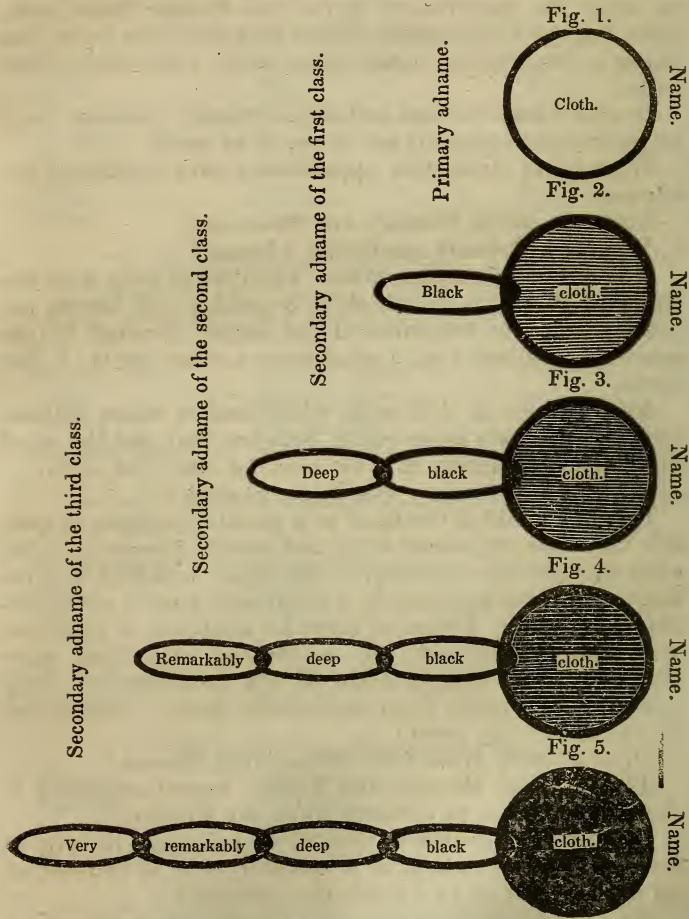 Fig. 1.
Name.
Cloth.
Primary adname.
Secondary adname of the first class.
Secondary adname of the second class.
Secondary adname of the third class.
Fig. 2.
Name.
Black cloth.
Fig. 3.
Name.
Deep black cloth.
Fig. 4.
Name.
Remarkably deep black cloth.
Fig. 5.
Name.
Very remarkably deep black cloth.